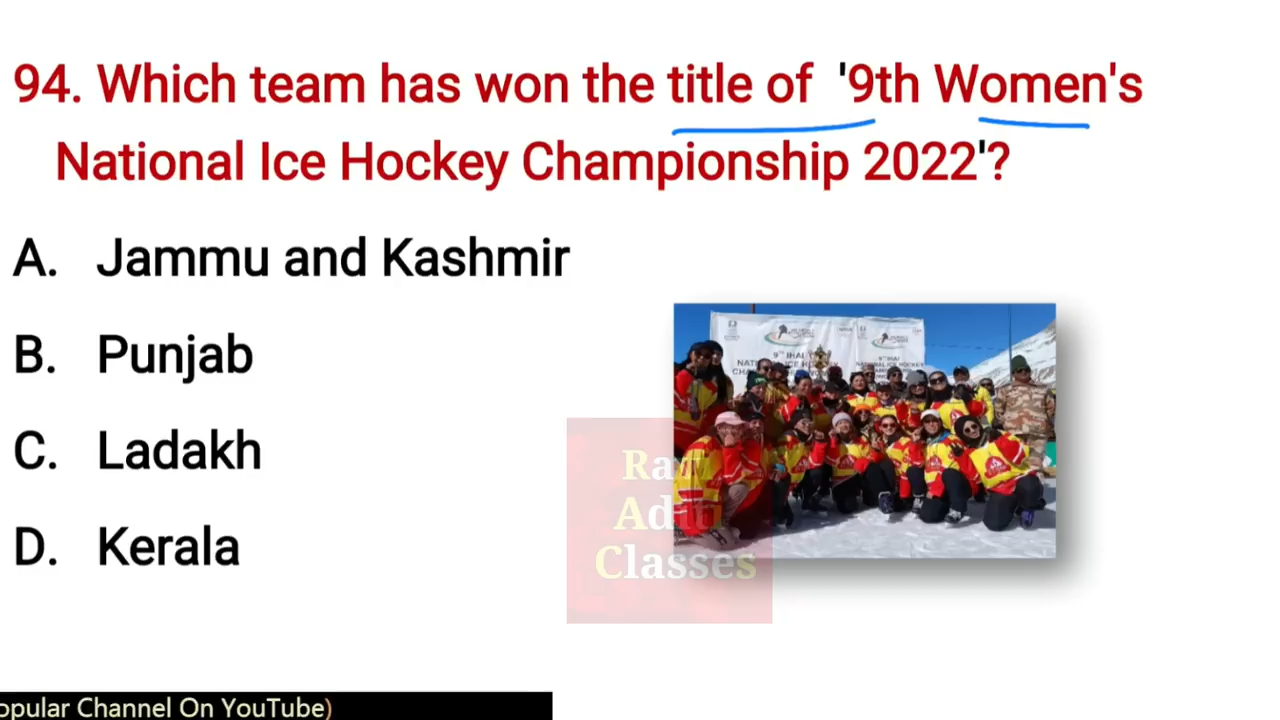 94. Which team has won the title of '9th Women's
National Ice Hockey Championship 2022'?
A. Jammu and Kashmir
B. Punjab
C. Ladakh
D. Kerala
Classes
opular Channel On YouTube)